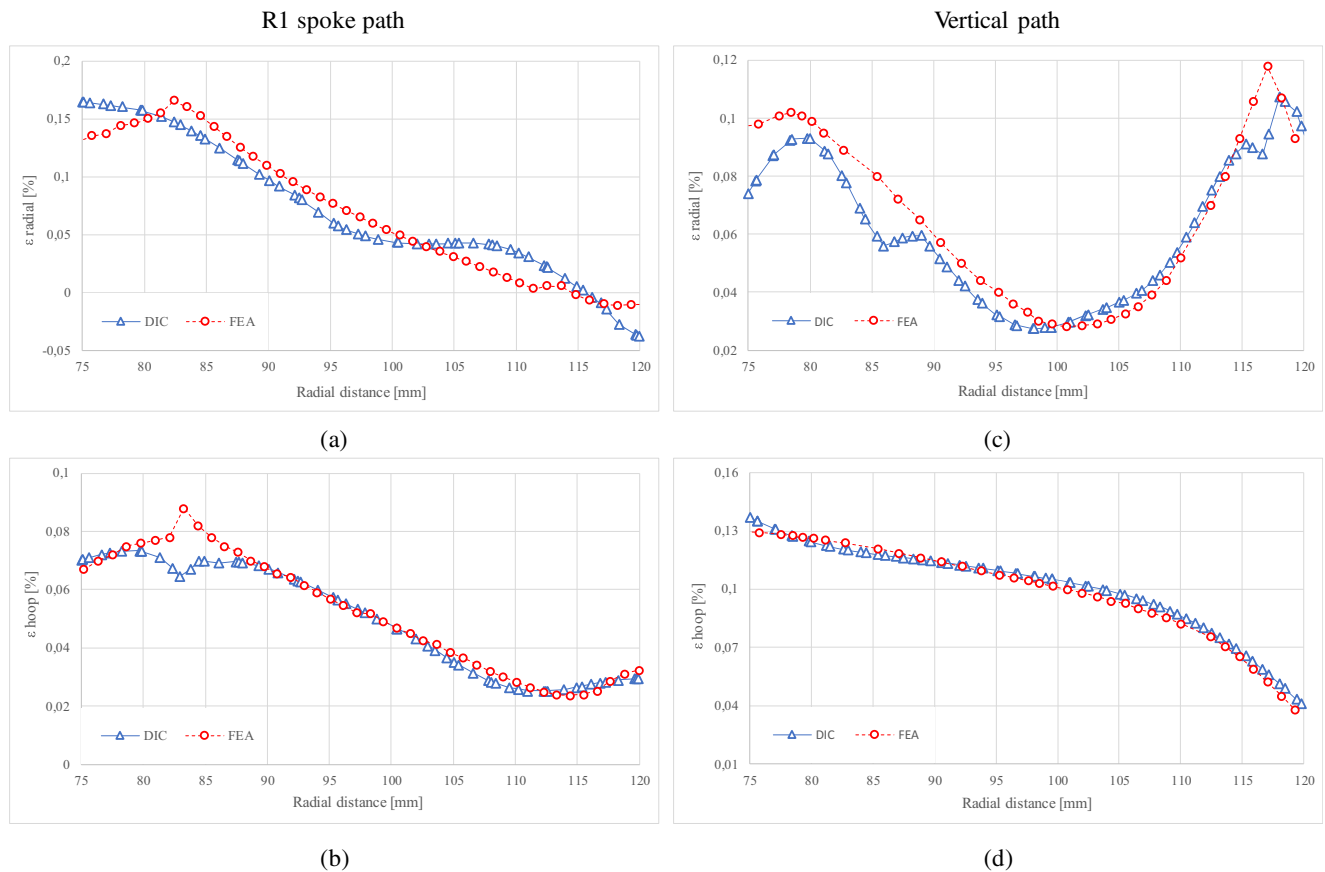 R1 spoke path
Vertical path
0,2
0,15
0,1
0,05
0
-0,05
ε radial [%]
DIC FEA
75 80 85 90 95 100 105 110 115 120
Radial distance [mm]
(a)
0,12
0,1
0,08
0,06
0,04
0,02
ε radial [%]
DIC FEA
75 80 85 90 95 100 105 110 115 120
Radial distance [mm]
(c)
0,1
0,08
0,06
0,04
0,02
0
ε hoop [%]
DIC FEA
75 80 85 90 95 100 105 110 115 120
Radial distance [mm]
(b)
0,16
0,13
0,1
0,07
0,04
0,01
ε hoop [%]
DIC FEA
75 80 85 90 95 100 105 110 115 120
Radial distance [mm]
(d)